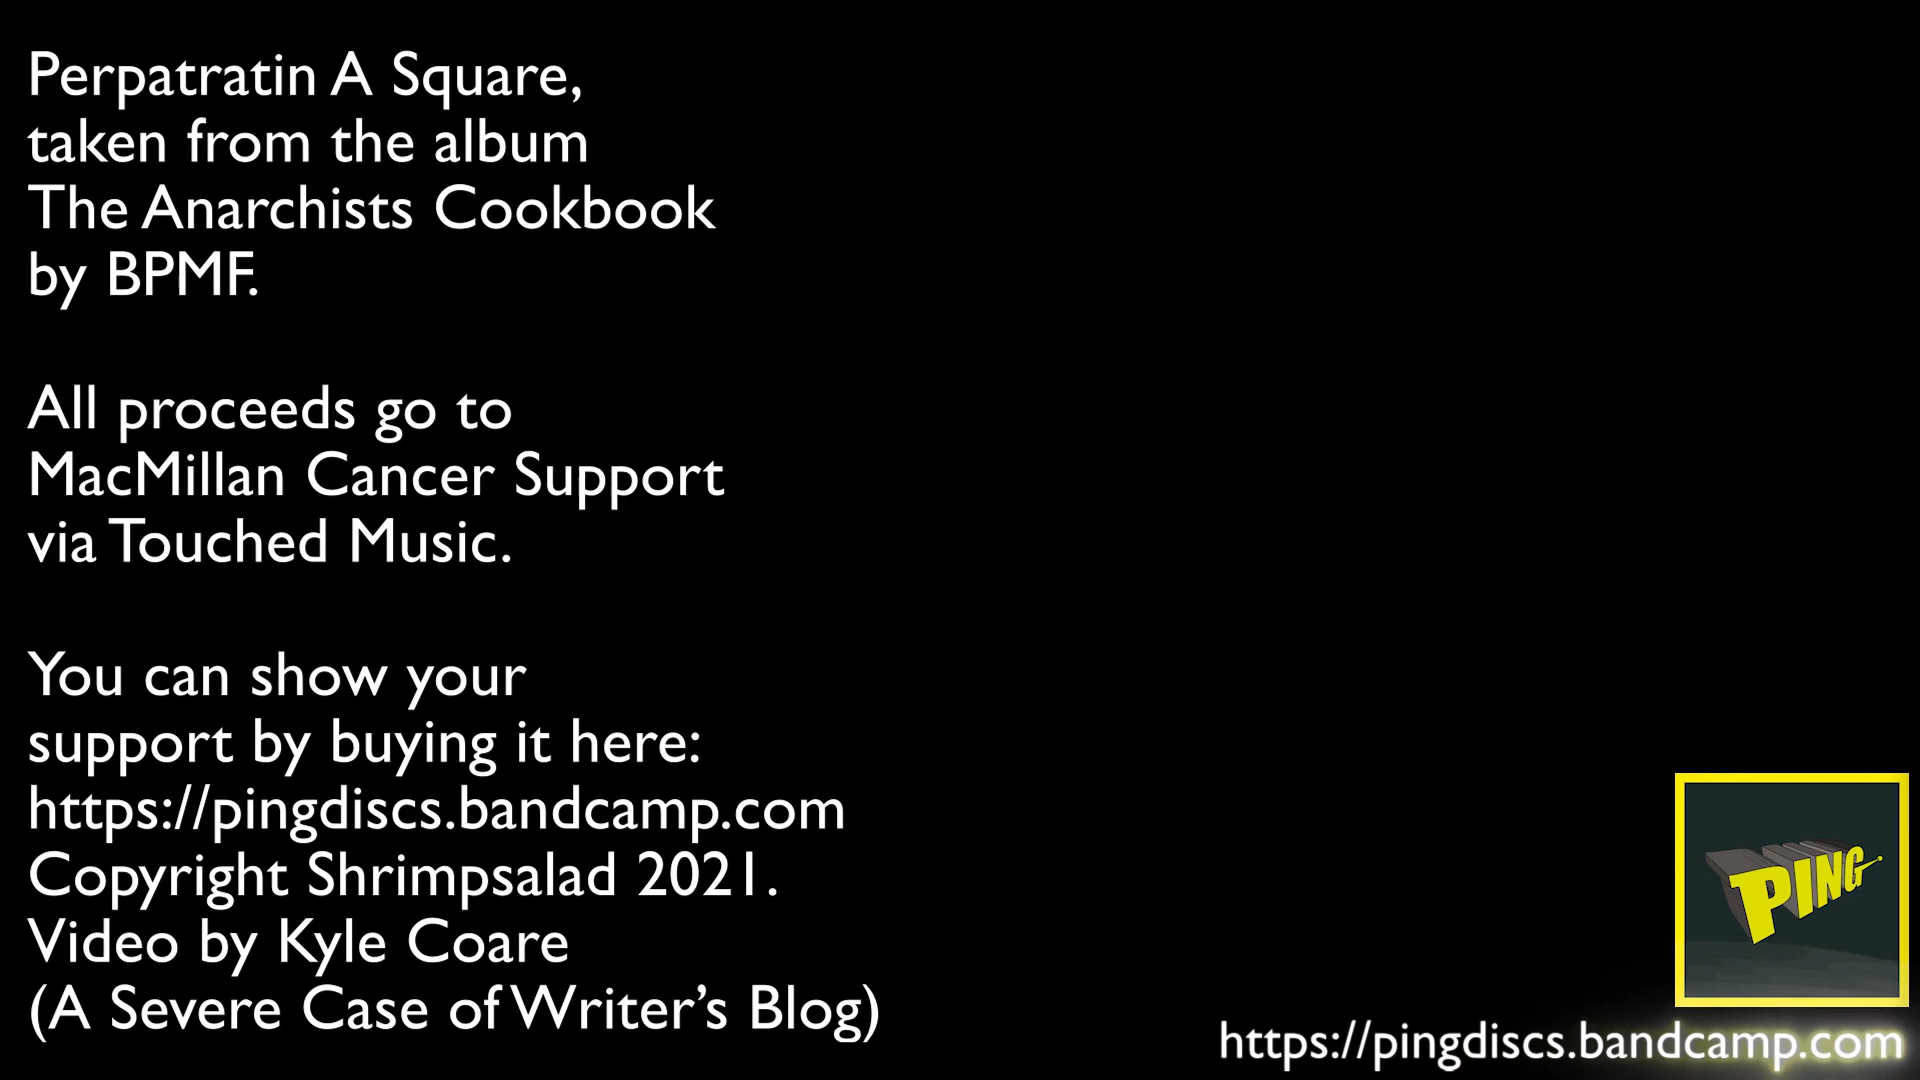 Perpatratin A Square,
taken from the album
The Anarchists Cookbook
by BPMF.
All proceeds go to
MacMillan Cancer Support
via Touched Music.
You can show your
support by buying it here:
https://pingdiscs.bandcamp.com
Copyright Shrimpsalad 2021.
Video by Kyle Coare
(A Severe Case of Writer’s Blog)
PING
https://pingdiscs.bandcamp.com